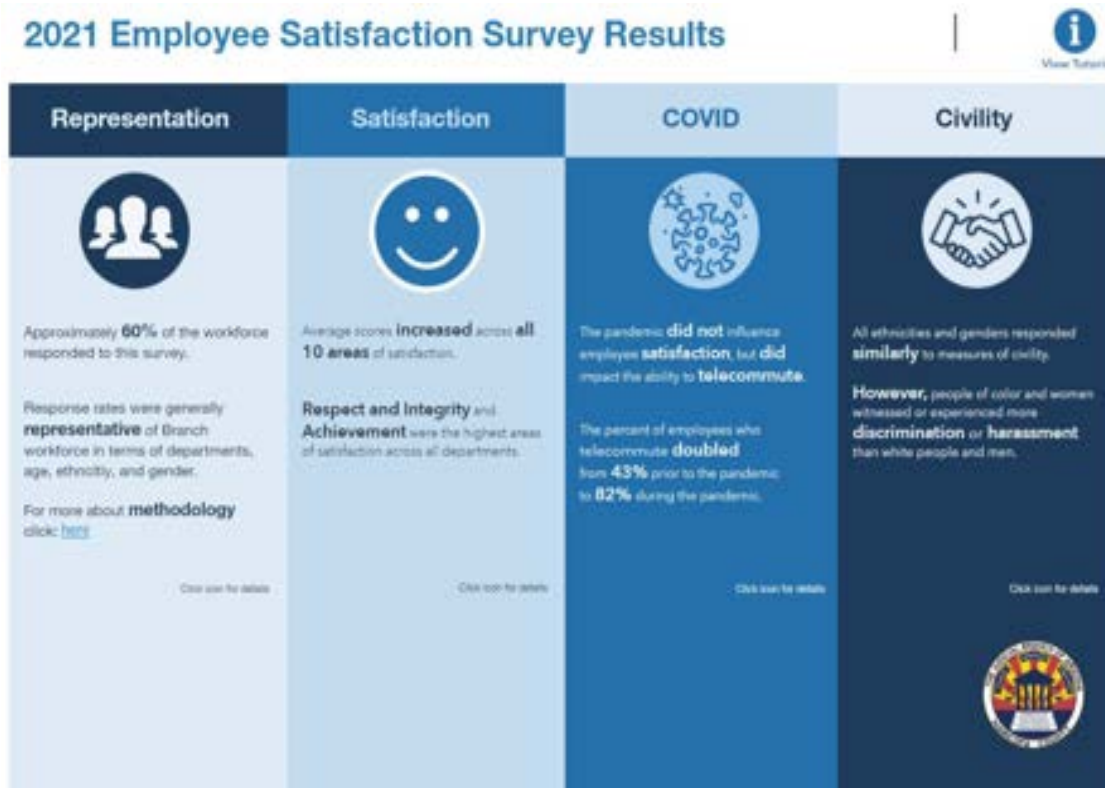 2021 Employee Satisfaction Survey Results
View Tutori
Representation
Approximately 60% of the workforce
responded to this survey.
Response rates were generally
representative of Branch
workforce in terms of departments,
age, ethnicitiy, and gender.
For more about methodology
click: here
Click icon for details
Satisfaction
Average scores increased across all
10 areas of satisfaction.
Respect and Integrity and
Achievement were the highest areas
of satisfaction across all departments.
Click icon for details
COVID
The pandemic did not influence
employee satisfaction, but did
impact the ability to telecommute.
The percent of employees who
telecommute doubled
from 43% prior to the pandemic
to 82% during the pandemic.
Click icon for details
Civility
All ethnicities and genders responded
similarly to measures of civility.
However, people of color and women
witnessed or experienced more
discrimination or harassment
than white people and men.
Click icon for details